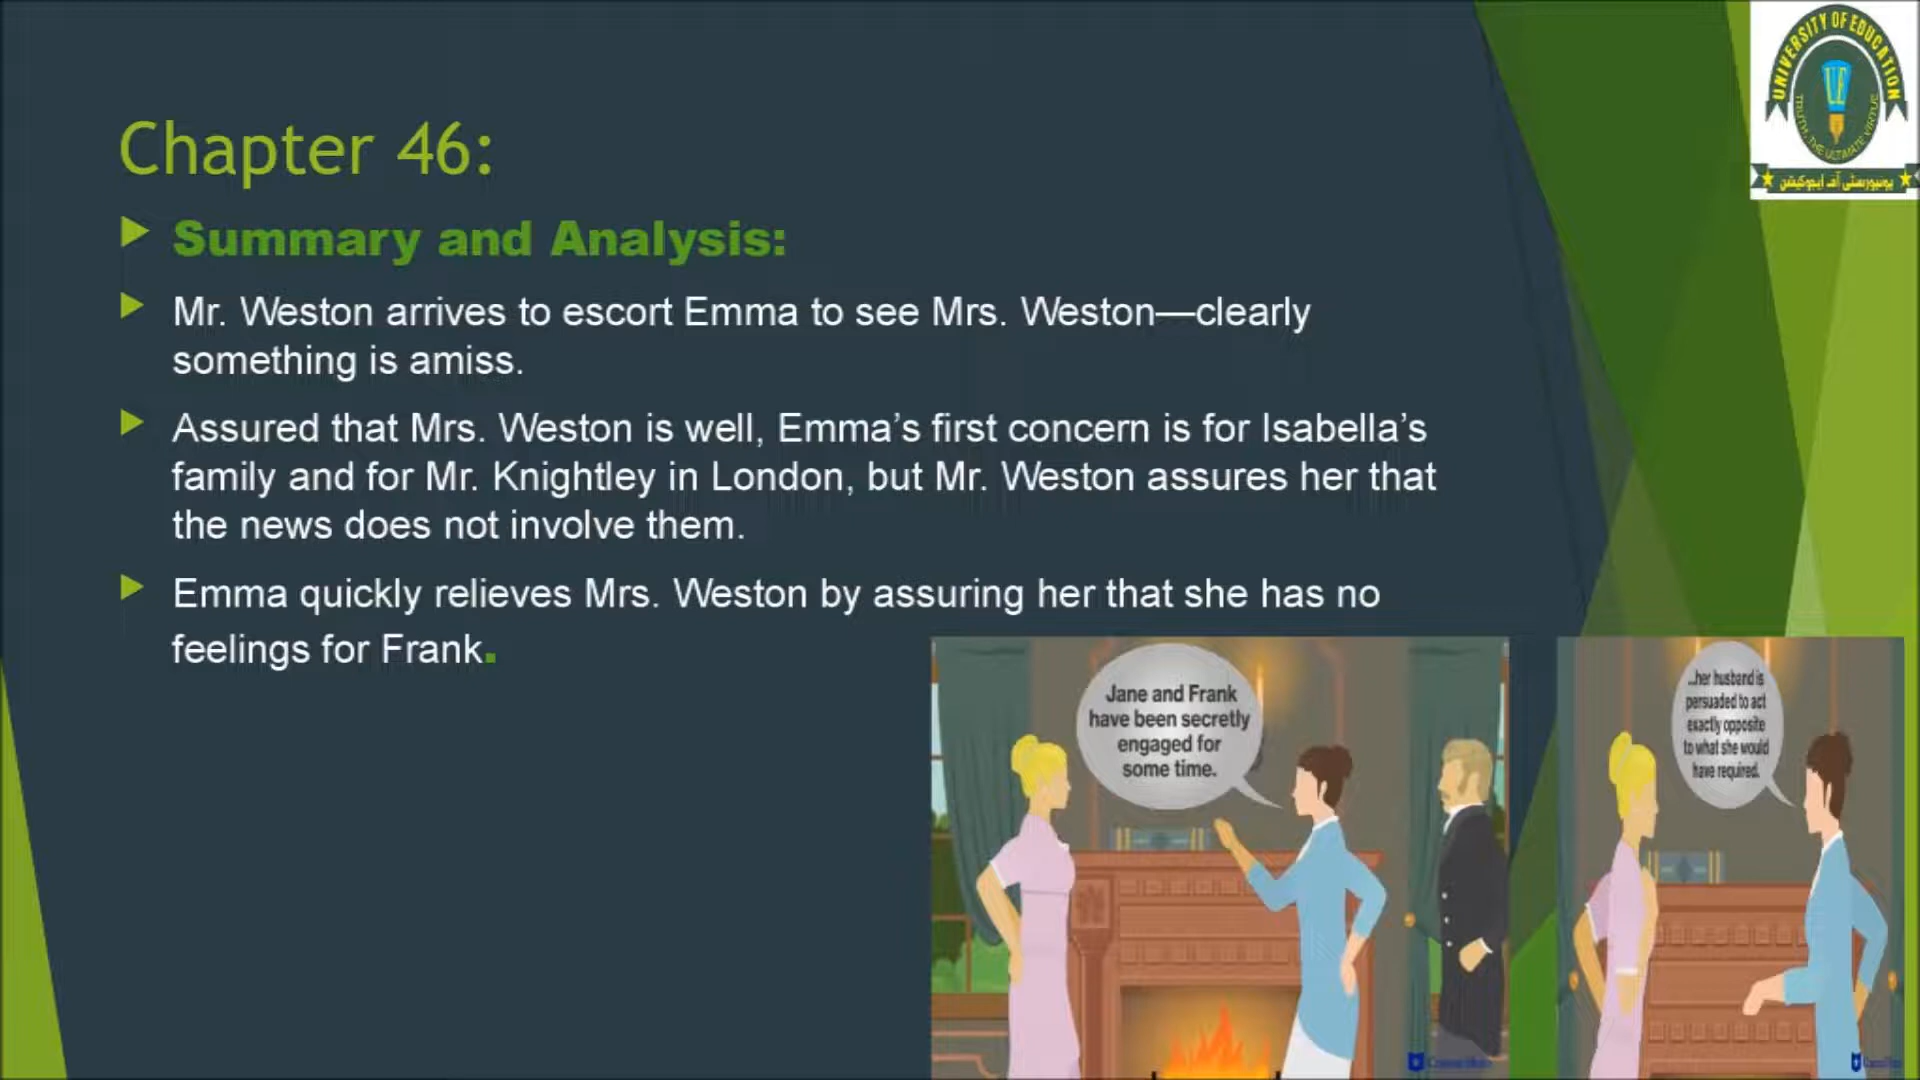 UNIVERSITY OF EDUCATION
UE
TRUTH, THE ULTIMATE VIRTUE
یونیورسٹی آف ایجوکیشن
Chapter 46:
Summary and Analysis:
Mr. Weston arrives to escort Emma to see Mrs. Weston—clearly
something is amiss.
Assured that Mrs. Weston is well, Emma’s first concern is for Isabella’s
family and for Mr. Knightley in London, but Mr. Weston assures her that
the news does not involve them.
Emma quickly relieves Mrs. Weston by assuring her that she has no
feelings for Frank.
Jane and Frank
have been secretly
engaged for
some time.
...her husband is
persuaded to act
exactly opposite
to what she would
have required.